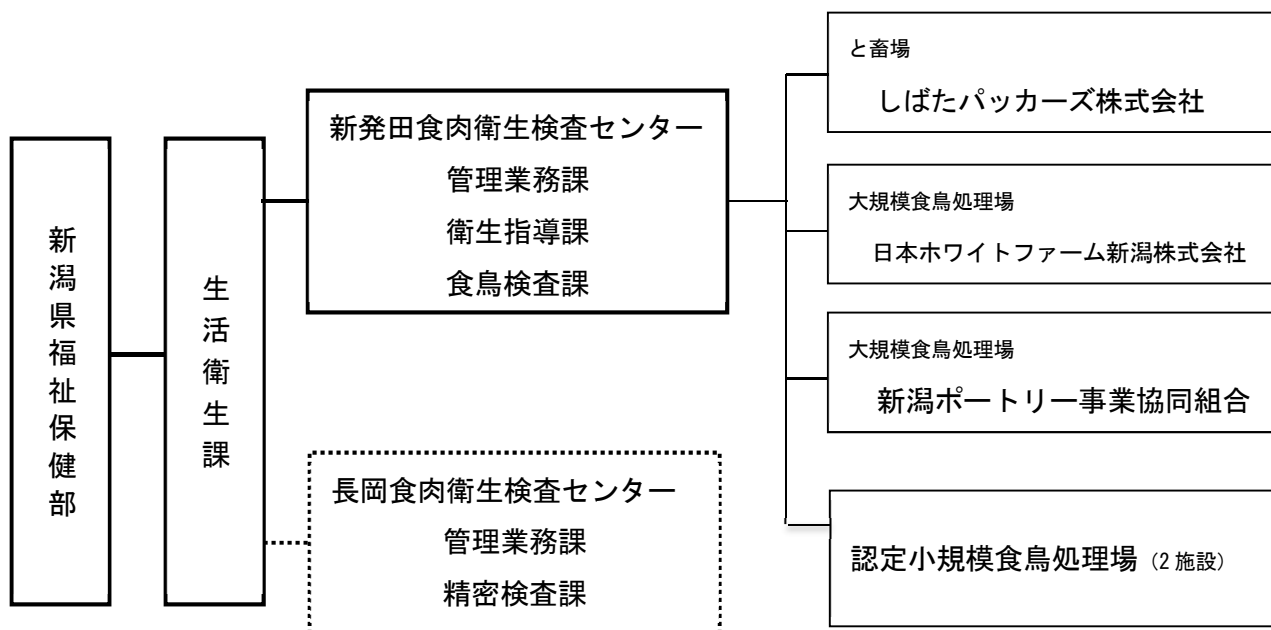 新潟県福祉保健部
生活衛生課
新発田食肉衛生検査センター
管理業務課
衛生指導課
食鳥検査課
長岡食肉衛生検査センター
管理業務課
精密検査課
と畜場
しばたパッカーズ株式会社
大規模食鳥処理場
日本ホワイトファーム新潟株式会社
大規模食鳥処理場
新潟ポートリー事業協同組合
認定小規模食鳥処理場（2施設）